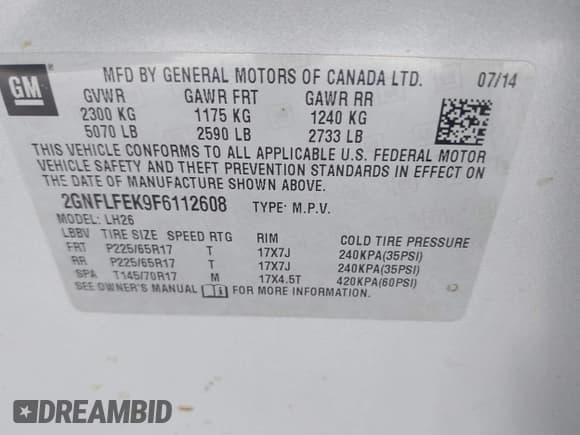 GM ® MFD BY GENERAL MOTORS OF CANADA LTD. 07/14
GVWR GAWR FRT GAWR RR
2300 KG 1175 KG 1240 KG
5070 LB 2590 LB 2733 LB
THIS VEHICLE CONFORMS TO ALL APPLICABLE U.S. FEDERAL MOTOR
VEHICLE SAFETY AND THEFT PREVENTION STANDARDS IN EFFECT ON
THE DATE OF MANUFACTURE SHOWN ABOVE.
2GNFLFEK9F6112608 TYPE: M.P.V.
MODEL: LH26
LBBV TIRE SIZE SPEED RTG RIM COLD TIRE PRESSURE
FRT P225/65R17 T 17X7J 240KPA(35PSI)
RR P225/65R17 T 17X7J 240KPA(35PSI)
SPA T145/70R17 M 17X4.5T 420KPA(60PSI)
SEE OWNER'S MANUAL FOR MORE INFORMATION.
DREAMBID